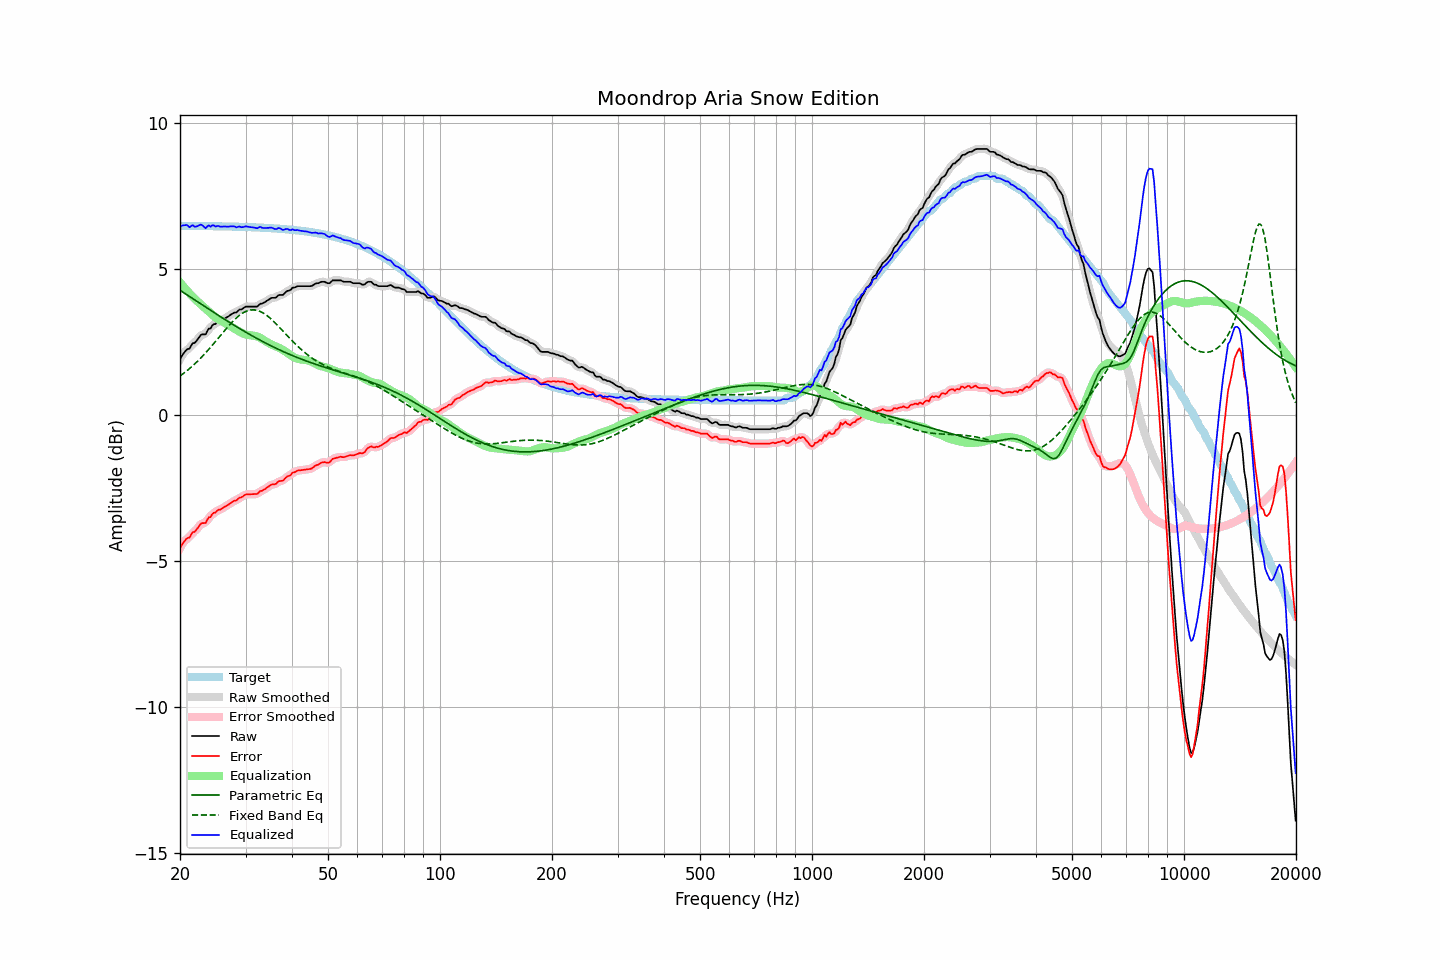 Moondrop Aria Snow Edition
10
5
0
−5
−10
−15
Amplitude (dBr)
Target
Raw Smoothed
Error Smoothed
Raw
Error
Equalization
Parametric Eq
Fixed Band Eq
Equalized
20 50 100 200 500 1000 2000 5000 10000 20000
Frequency (Hz)